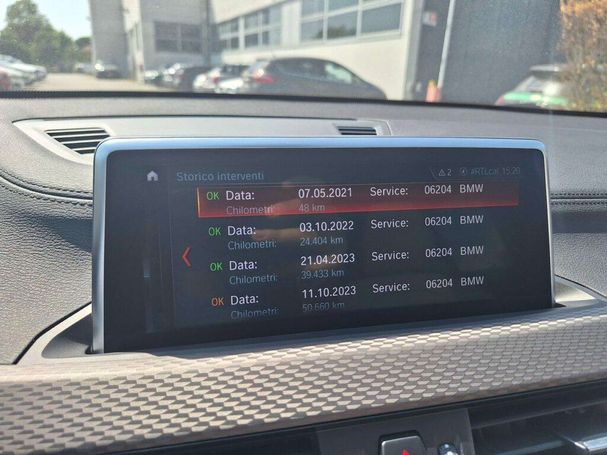 Storico interventi 2 #RTLcar 15:20
OK Data: 07.05.2021 Service: 06204 BMW
Chilometri: 48 km
OK Data: 03.10.2022 Service: 06204 BMW
Chilometri: 24.404 km
OK Data: 21.04.2023 Service: 06204 BMW
Chilometri: 39.433 km
OK Data: 11.10.2023 Service: 06204 BMW
Chilometri: 50.660 km